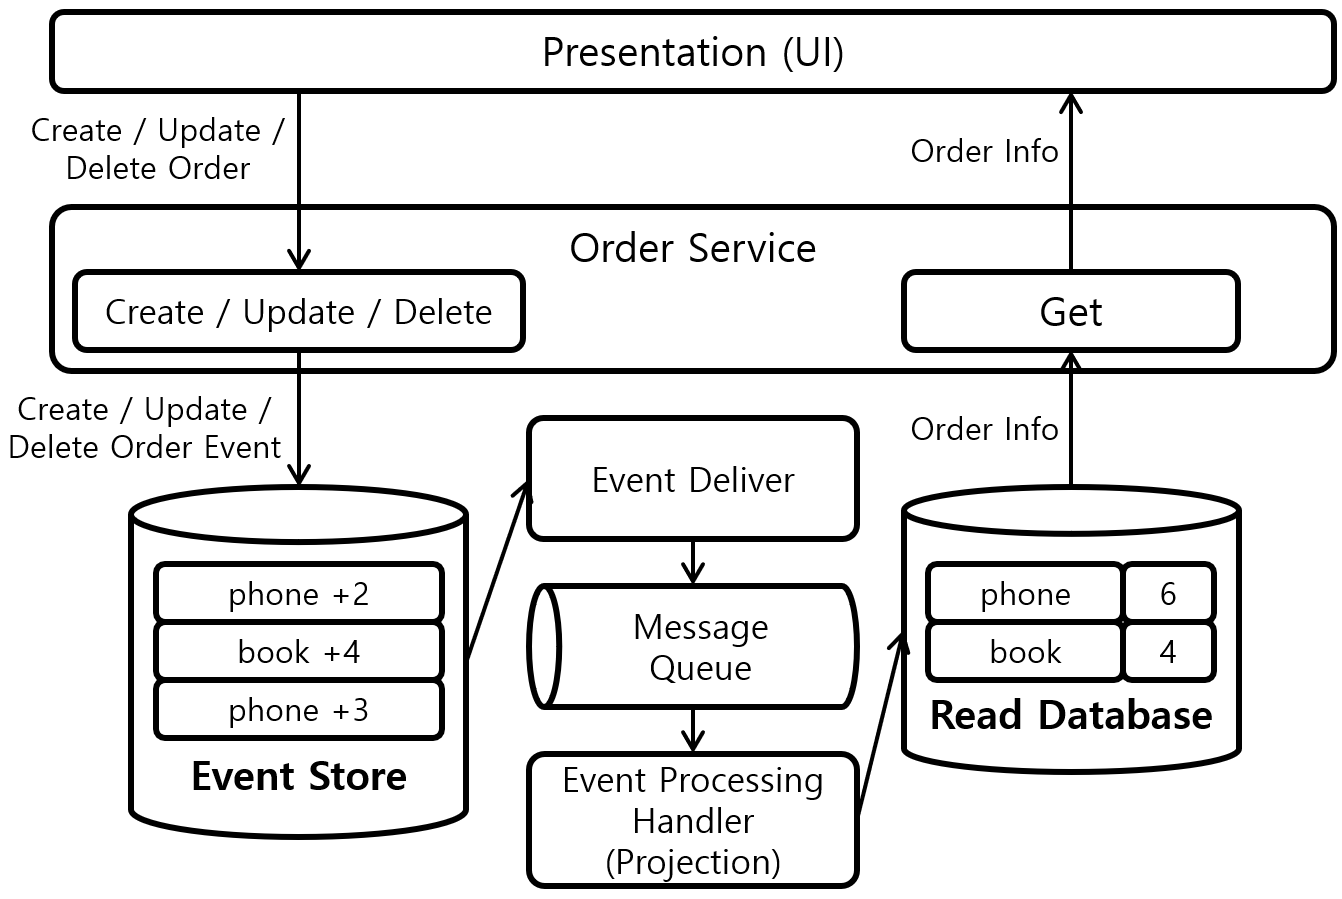 Presentation (UI)
Create / Update /
Delete Order
Order Info
Order Service
Create / Update / Delete
Get
Create / Update /
Delete Order Event
Order Info
Event Deliver
phone +2
book +4
phone +3
Event Store
Message
Queue
Event Processing
Handler
(Projection)
phone 6
book 4
Read Database